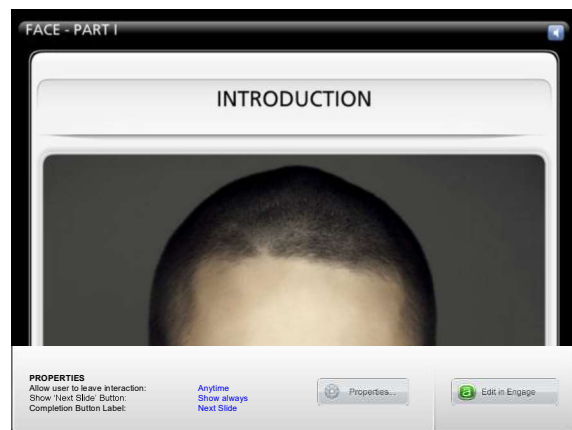 FACE - PART I
INTRODUCTION
PROPERTIES
Allow user to leave interaction: Anytime
Show 'Next Slide' Button: Show always
Completion Button Label: Next Slide
Properties...
Edit in Engage